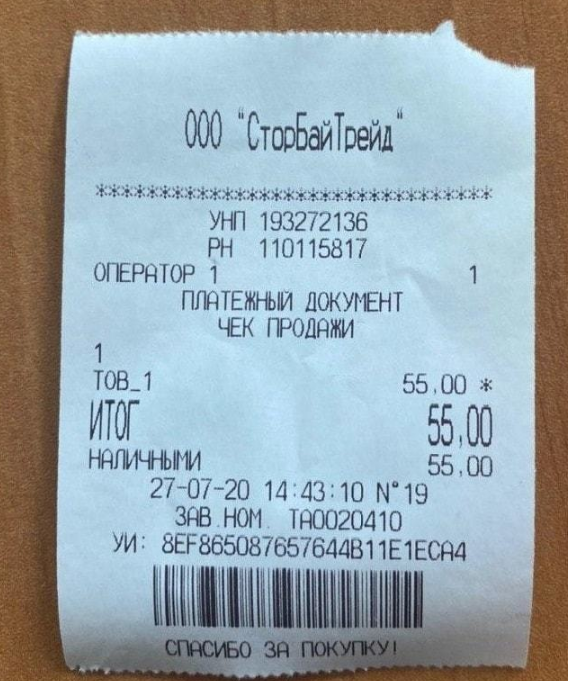 ООО "СторБайТрейд"
****************************************
УНП 193272136
РН 110115817
ОПЕРАТОР 1 1
ПЛАТЕЖНЫЙ ДОКУМЕНТ
ЧЕК ПРОДАЖИ
1
ТОВ_1 55,00 *
ИТОГ 55,00
НАЛИЧНЫМИ 55,00
27-07-20 14:43:10 N°19
ЗАВ.НОМ. ТА0020410
УИ: 8EF865087657644B11E1ECA4
СПАСИБО ЗА ПОКУПКУ!